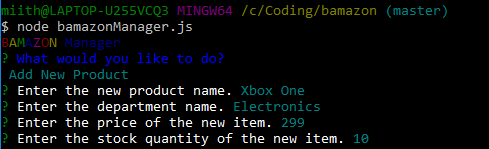 miith@LAPTOP-U255VCQ3 MINGW64 /c/Coding/bamazon (master)
$ node bamazonManager.js
BAMAZON Manager
? What would you like to do?
Add New Product
? Enter the new product name. Xbox One
? Enter the department name. Electronics
? Enter the price of the new item. 299
? Enter the stock quantity of the new item. 10